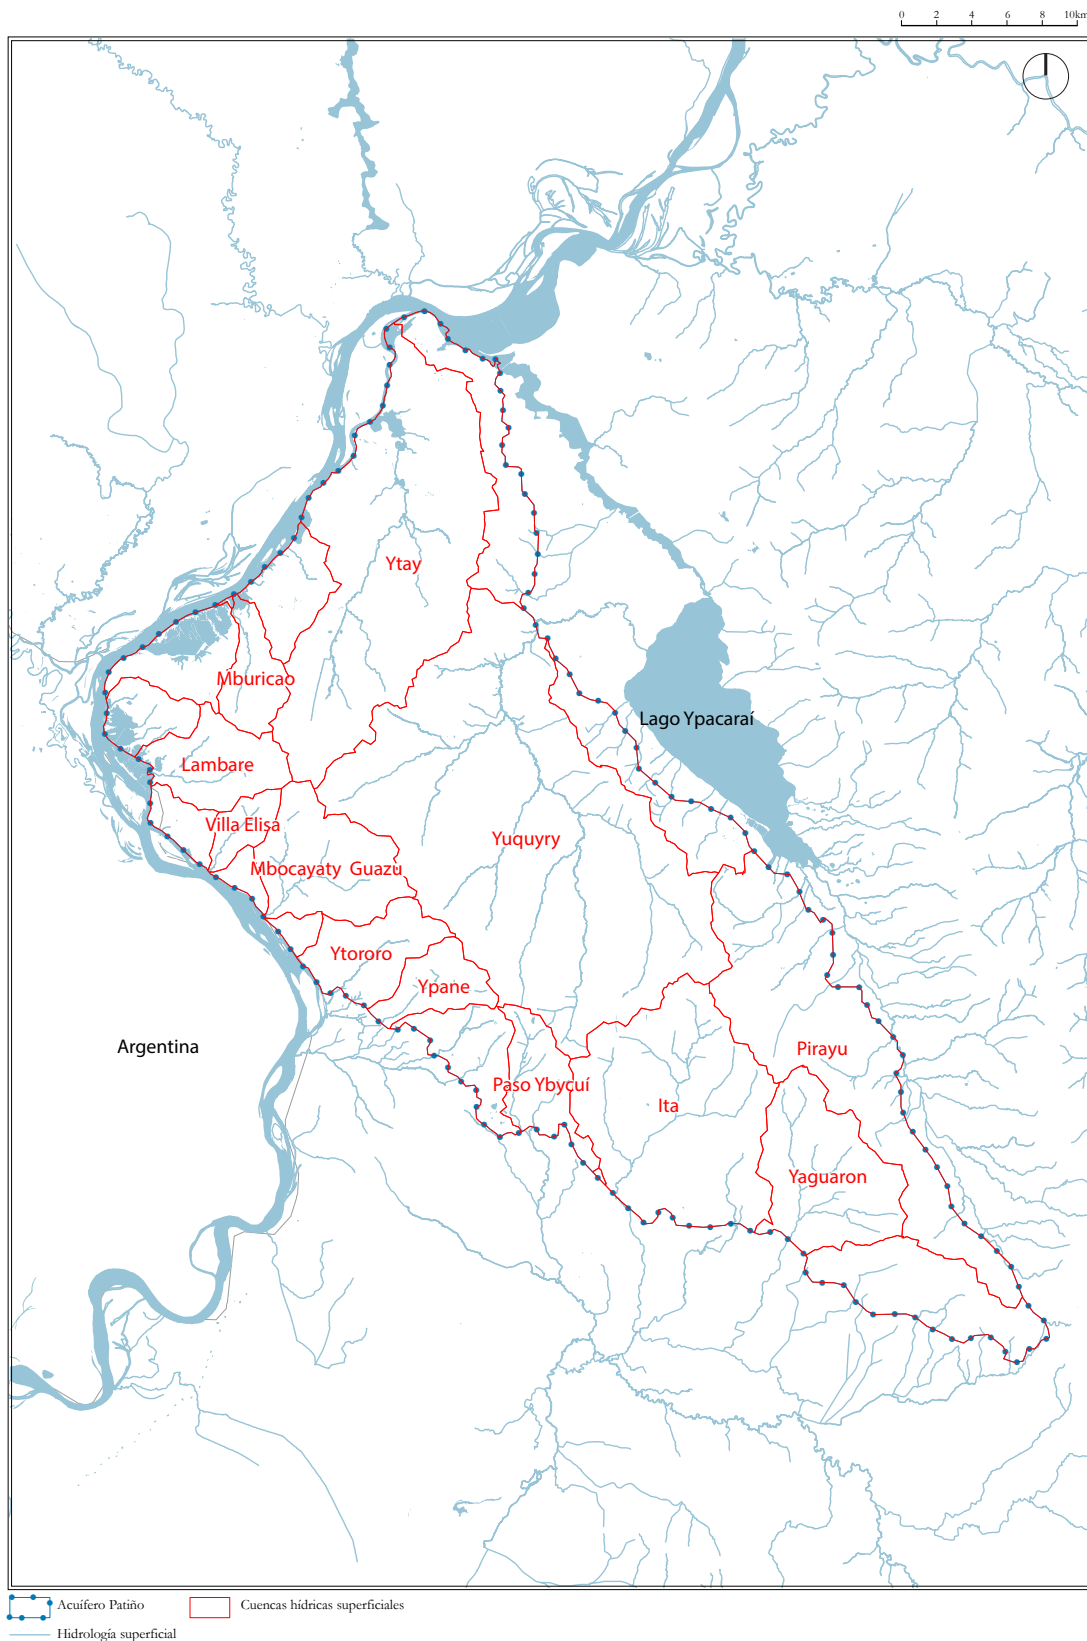 0 2 4 6 8 10km
Ytay
Mburicao
Lago Ypacaraí
Lambare
Villa Elisa
Yuquyry
Mbocayaty Guazu
Ytororo
Ypane
Argentina
Pirayu
Paso Ybycuí
Ita
Yaguaron
Acuífero Patiño
Cuencas hídricas superficiales
Hidrología superficial